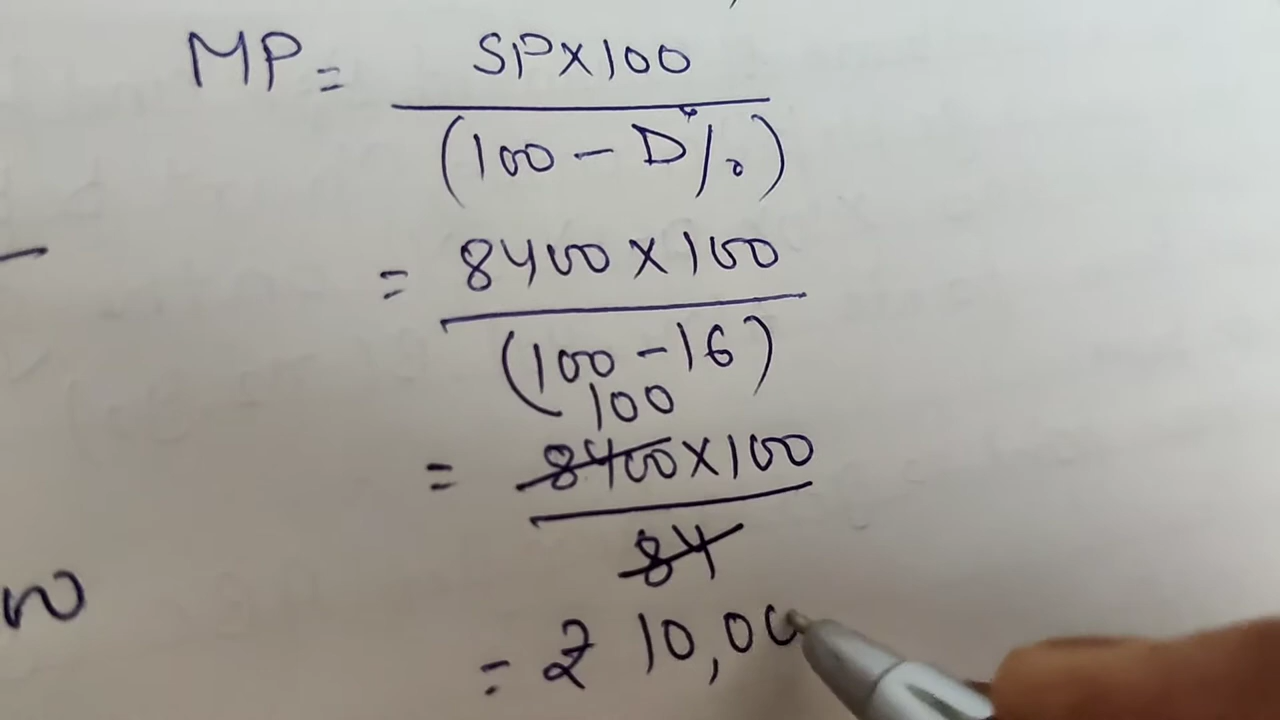 MP = SP×100
(100 - D%)
= 8400×100
(100 - 16)
100
= 8400×100
84
= ₹ 10,00